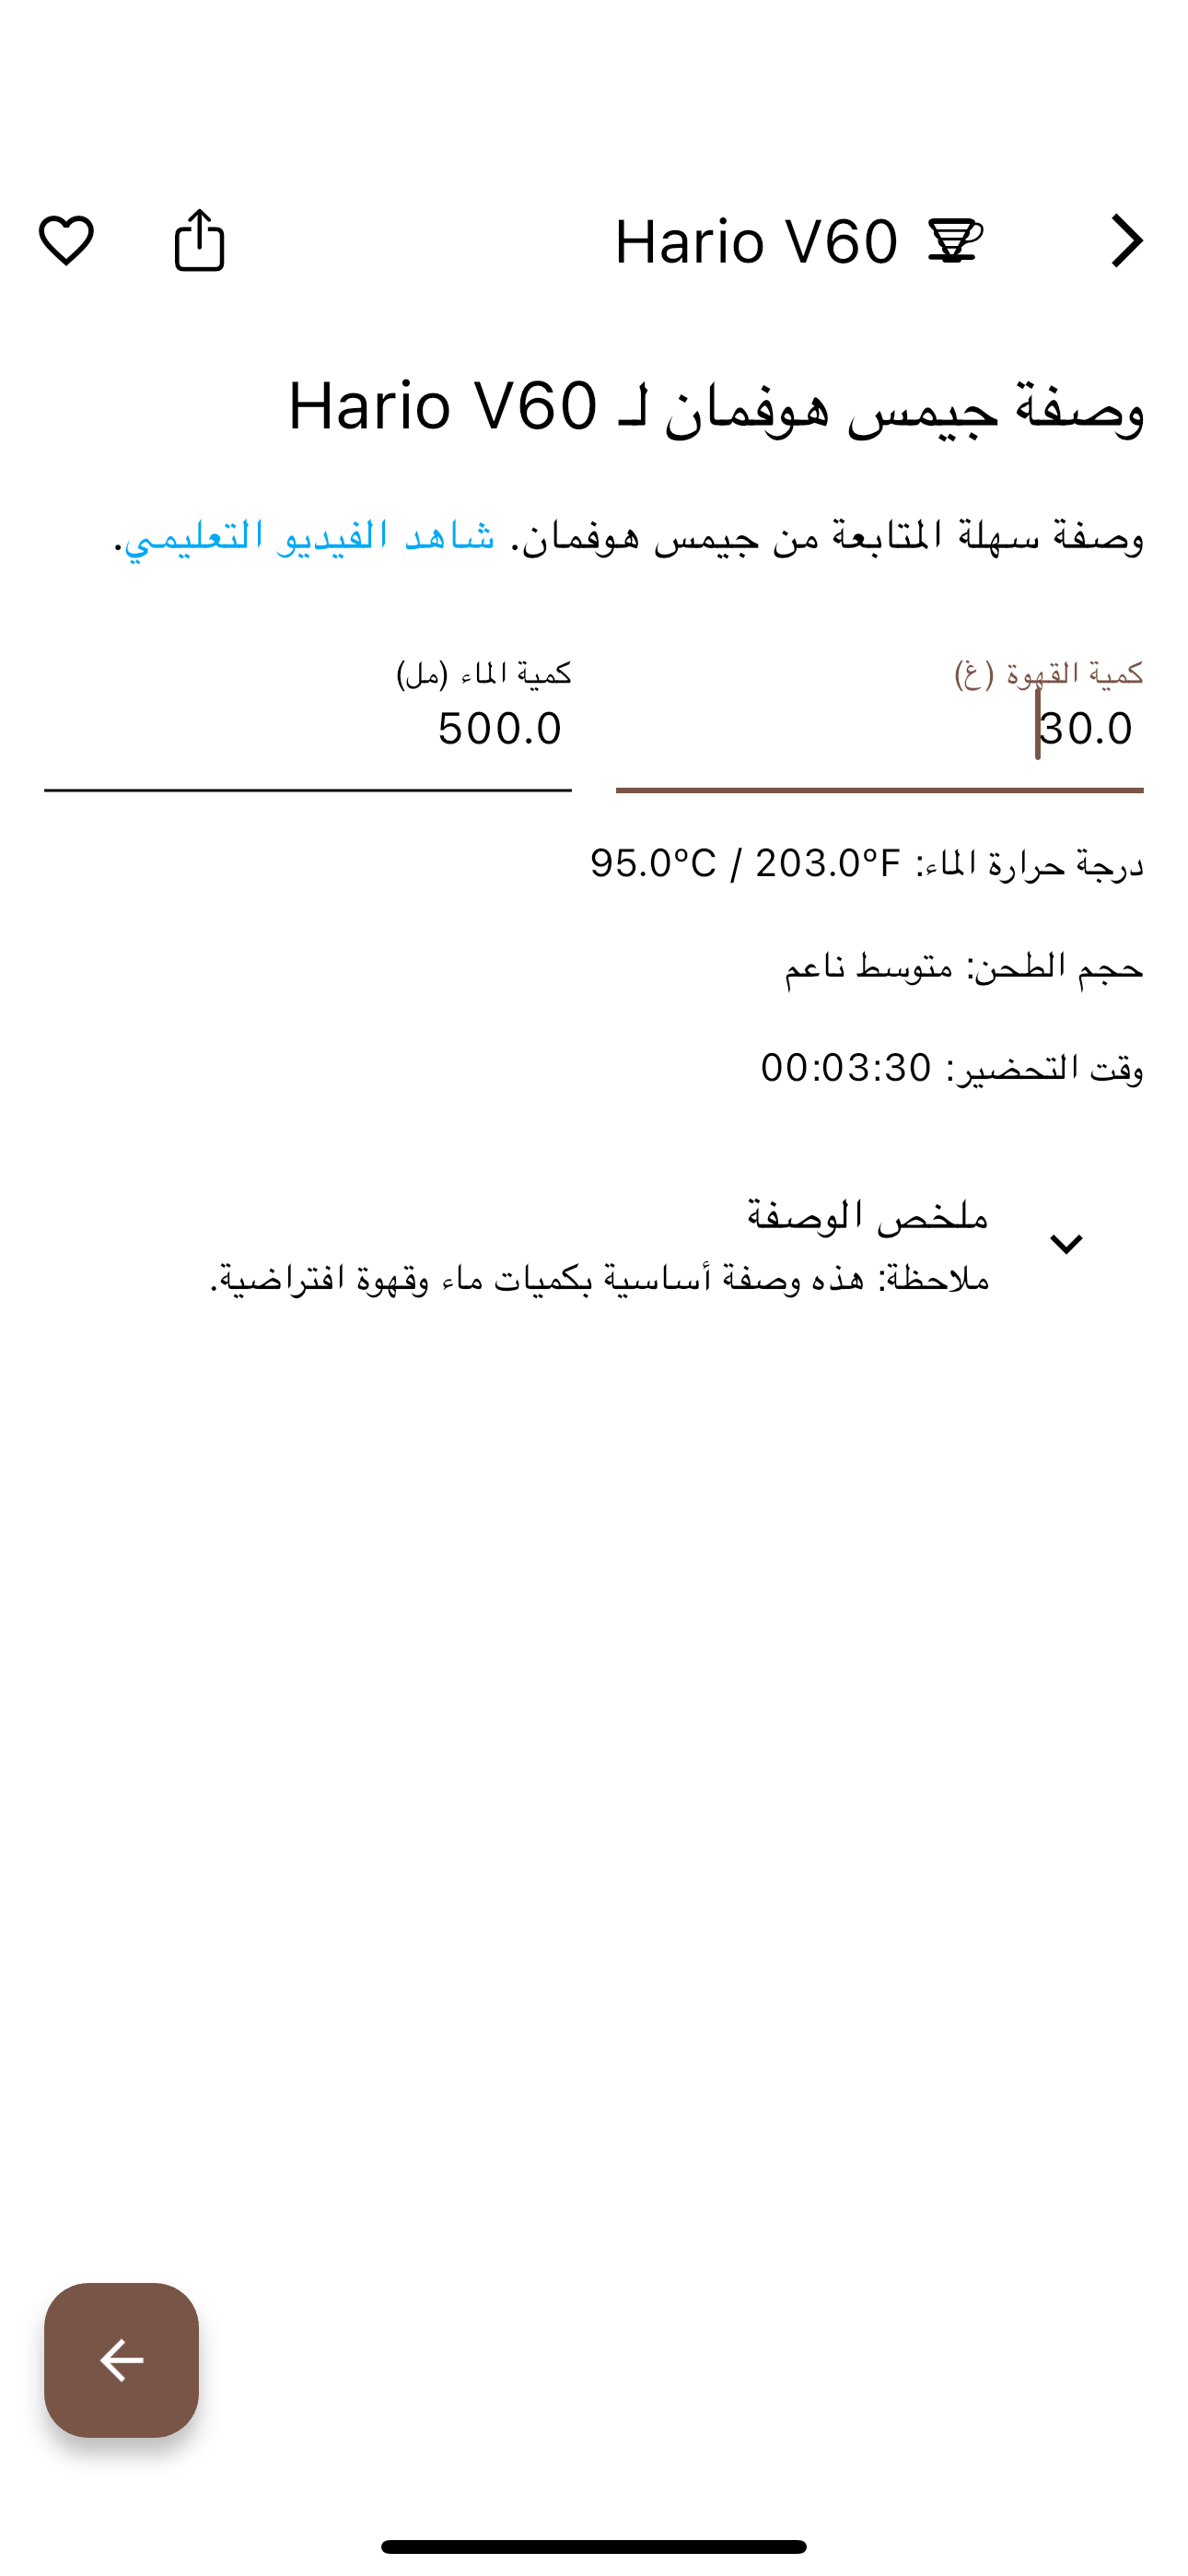 Hario V60
وصفة جيمس هوفمان لـ Hario V60
وصفة سهلة المتابعة من جيمس هوفمان. شاهد الفيديو التعليمي.
كمية القهوة (غ)
30.0
كمية الماء (مل)
500.0
درجة حرارة الماء: 95.0ºC / 203.0ºF
حجم الطحن: متوسط ناعم
وقت التحضير: 00:03:30
ملخص الوصفة
ملاحظة: هذه وصفة أساسية بكميات ماء وقهوة افتراضية.